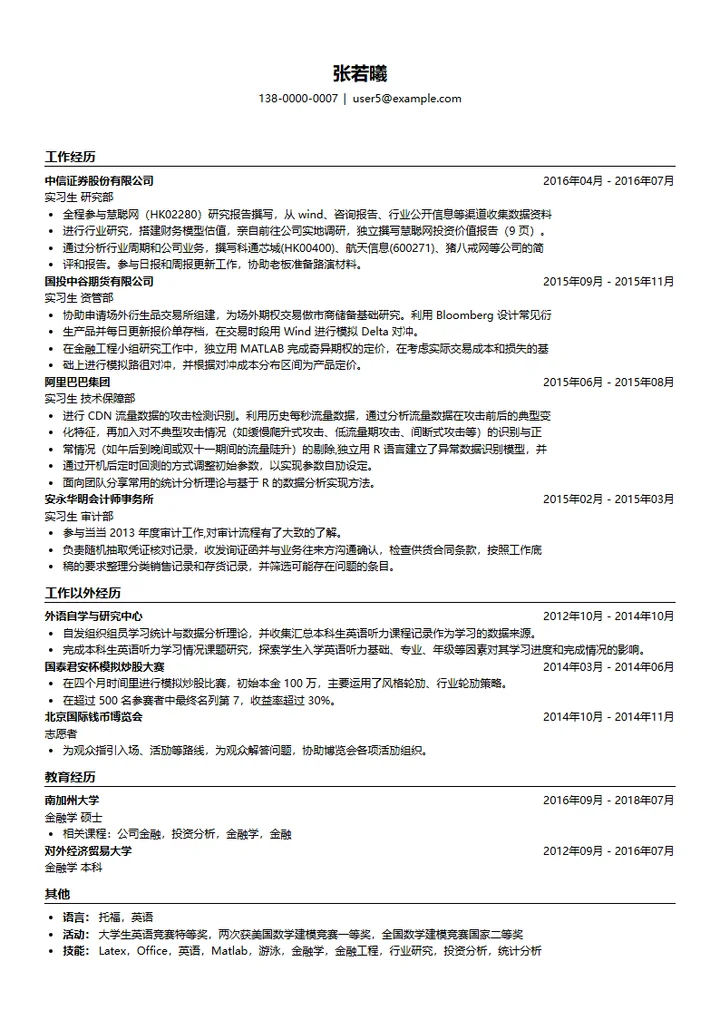 张若曦
138-0000-0007 | user5@example.com
工作经历
中信证券股份有限公司 2016年04月 - 2016年07月
实习生 研究部
• 全程参与慧聪网（HK02280）研究报告撰写，从 wind、咨询报告、行业公开信息等渠道收集数据资料
• 进行行业研究，搭建财务模型估值，亲自前往公司实地调研，独立撰写慧聪网投资价值报告（9 页）。
• 通过分析行业周期和公司业务，撰写科通芯城(HK00400)、航天信息(600271)、猪八戒网等公司的简
• 评和报告。参与日报和周报更新工作，协助老板准备路演材料。
国投中谷期货有限公司 2015年09月 - 2015年11月
实习生 资管部
• 协助申请场外衍生品交易所组建，为场外期权交易做市商储备基础研究。利用 Bloomberg 设计常见衍
• 生产品并每日更新报价单存档，在交易时段用 Wind 进行模拟 Delta 对冲。
• 在金融工程小组研究工作中，独立用 MATLAB 完成奇异期权的定价，在考虑实际交易成本和损失的基
• 础上进行模拟路径对冲，并根据对冲成本分布区间为产品定价。
阿里巴巴集团 2015年06月 - 2015年08月
实习生 技术保障部
• 进行 CDN 流量数据的攻击检测识别。利用历史每秒流量数据，通过分析流量数据在攻击前后的典型变
• 化特征，再加入对不典型攻击情况（如缓慢爬升式攻击、低流量期攻击、间断式攻击等）的识别与正
• 常情况（如午后到晚间或双十一期间的流量陡升）的剔除,独立用 R 语言建立了异常数据识别模型，并
• 通过开机后定时回测的方式调整初始参数，以实现参数自动设定。
• 面向团队分享常用的统计分析理论与基于 R 的数据分析实现方法。
安永华明会计师事务所 2015年02月 - 2015年03月
实习生 审计部
• 参与当当 2013 年度审计工作,对审计流程有了大致的了解。
• 负责随机抽取凭证核对记录，收发询证函并与业务往来方沟通确认，检查供货合同条款，按照工作底
• 稿的要求整理分类销售记录和存货记录，并筛选可能存在问题的条目。
工作以外经历
外语自学与研究中心 2012年10月 - 2014年10月
• 自发组织组员学习统计与数据分析理论，并收集汇总本科生英语听力课程记录作为学习的数据来源。
• 完成本科生英语听力学习情况课题研究，探索学生入学英语听力基础、专业、年级等因素对其学习进度和完成情况的影响。
国泰君安杯模拟炒股大赛 2014年03月 - 2014年06月
• 在四个月时间里进行模拟炒股比赛，初始本金 100 万，主要运用了风格轮动、行业轮动策略。
• 在超过 500 名参赛者中最终名列第 7，收益率超过 30%。
北京国际钱币博览会 2014年10月 - 2014年11月
志愿者
• 为观众指引入场、活动等路线，为观众解答问题，协助博览会各项活动组织。
教育经历
南加州大学 2016年09月 - 2018年07月
金融学 硕士
• 相关课程：公司金融，投资分析，金融学，金融
对外经济贸易大学 2012年09月 - 2016年07月
金融学 本科
其他
• 语言： 托福，英语
• 活动： 大学生英语竞赛特等奖，两次获美国数学建模竞赛一等奖，全国数学建模竞赛国家二等奖
• 技能： Latex，Office，英语，Matlab，游泳，金融学，金融工程，行业研究，投资分析，统计分析